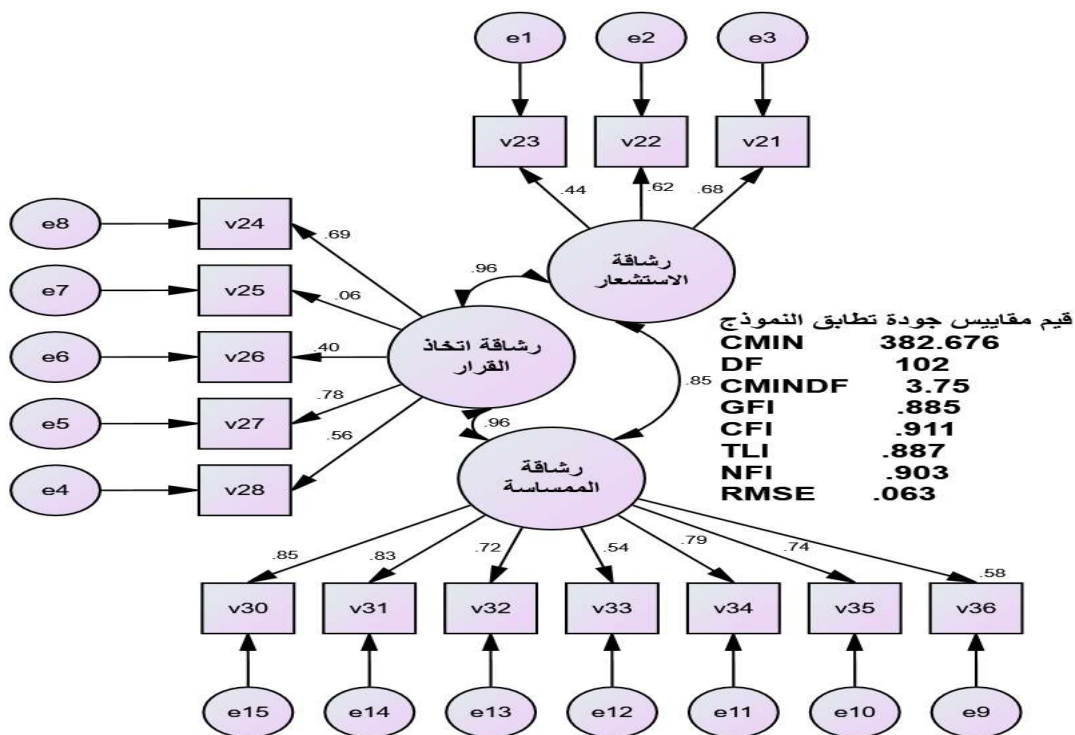 e1 e2 e3
v23 v22 v21
.44 .62 .68
e8 v24 .69
رشاقة
الاستشعار
.96
e7 v25 .06
رشاقة اتخاذ
القرار
e6 v26 .40
e5 v27 .78
e4 v28 .56
.85
.96
رشاقة
الممساسة
قيم مقاييس جودة تطابق النموذج
CMIN 382.676
DF 102
CMINDF 3.75
GFI .885
CFI .911
TLI .887
NFI .903
RMSE .063
.85 .83 .72 .54 .79 .74 .58
v30 v31 v32 v33 v34 v35 v36
e15 e14 e13 e12 e11 e10 e9